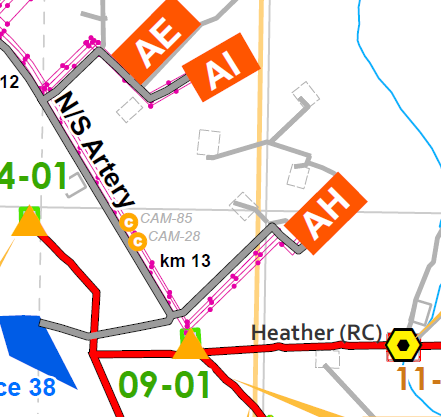 AE
AI
12
N/S Artery
4-01
CAM-85
CAM-28
AH
km 13
Heather (RC)
ce 38
09-01
11-